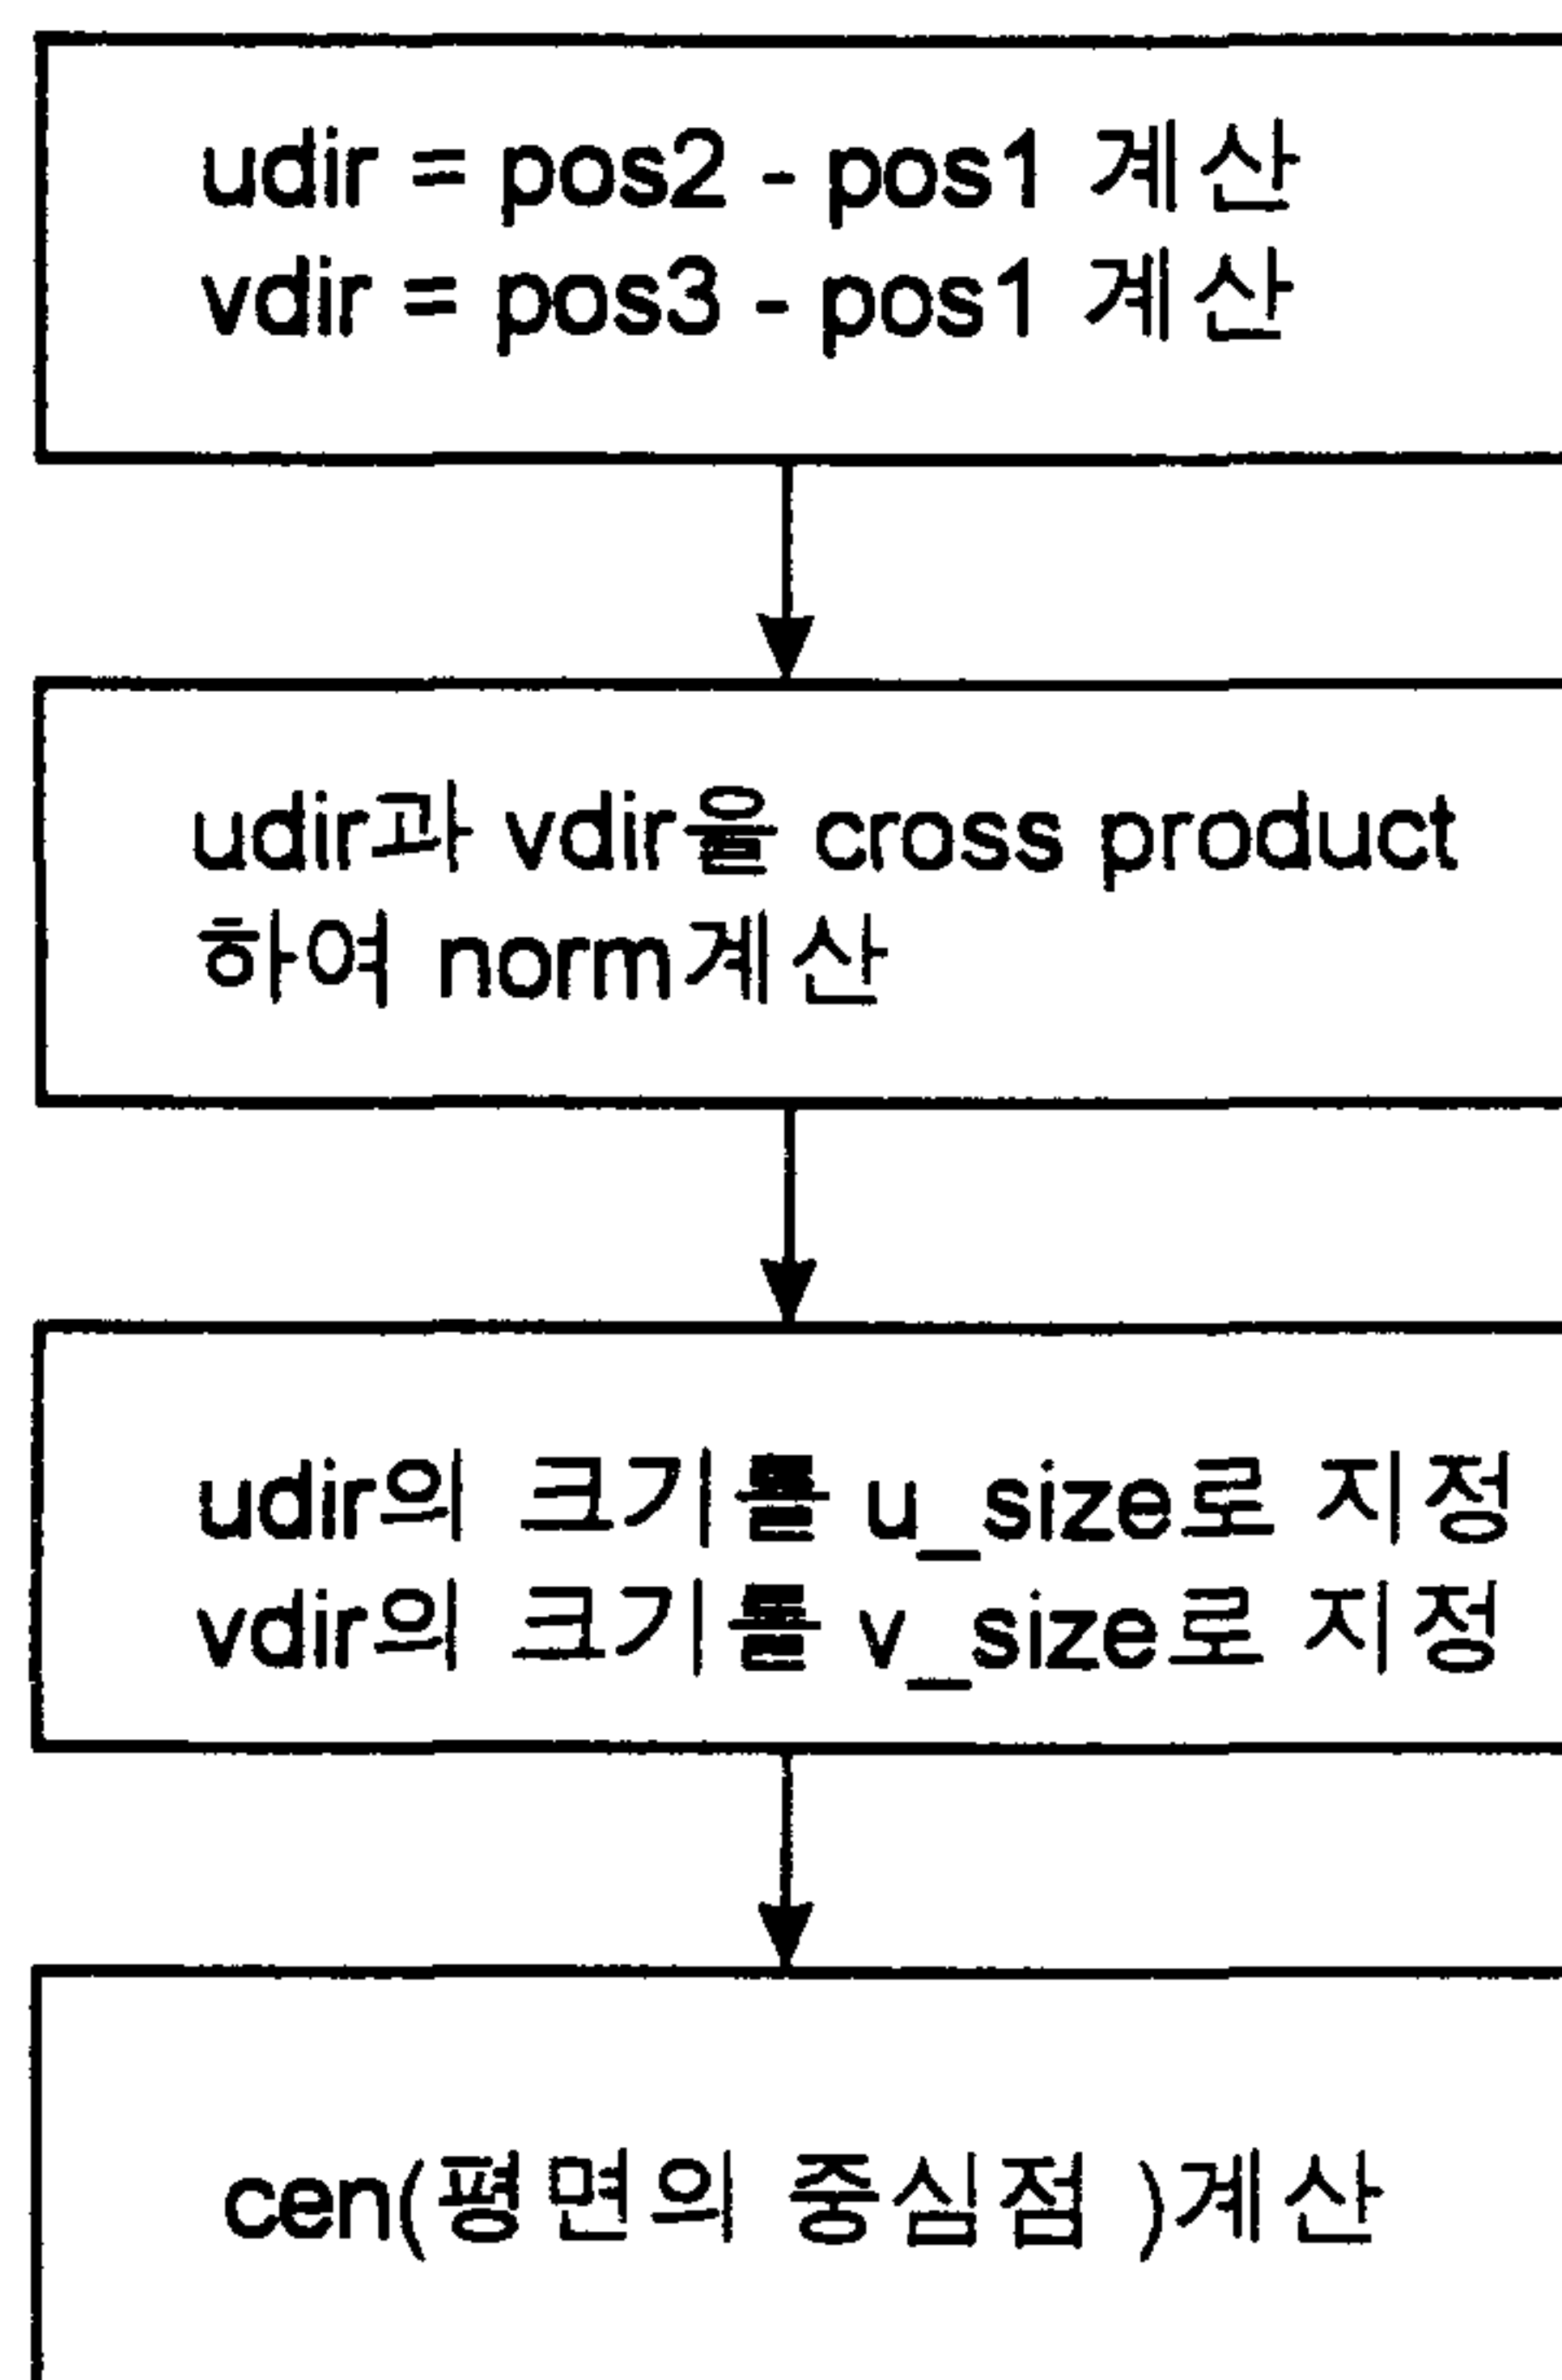 udir = pos2 - pos1 계산
vdir = pos3 - pos1 계산
udir과 vdir을 cross product
하여 norm계산
udir의 크기를 u_size로 지정
vdir의 크기를 v_size로 지정
cen(평면의 중심점 )계산